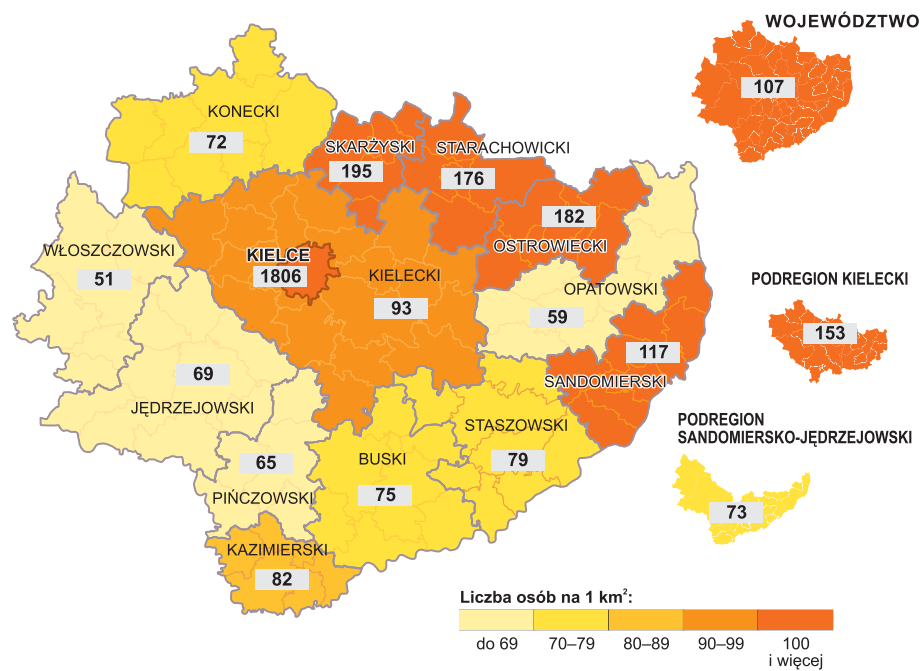 WOJEWÓDZTWO
107
KONECKI
72
SKARŻYSKI
195
STARACHOWICKI
176
182
OSTROWIECKI
WŁOSZCZOWSKI
51
KIELCE
1806
KIELECKI
93
OPATOWSKI
59
PODREGION KIELECKI
153
117
SANDOMIERSKI
69
JĘDRZEJOWSKI
PODREGION
SANDOMIERSKO-JĘDRZEJOWSKI
73
STASZOWSKI
79
65
PIŃCZOWSKI
BUSKI
75
KAZIMIERSKI
82
Liczba osób na 1 km²:
do 69 70–79 80–89 90–99 100
i więcej